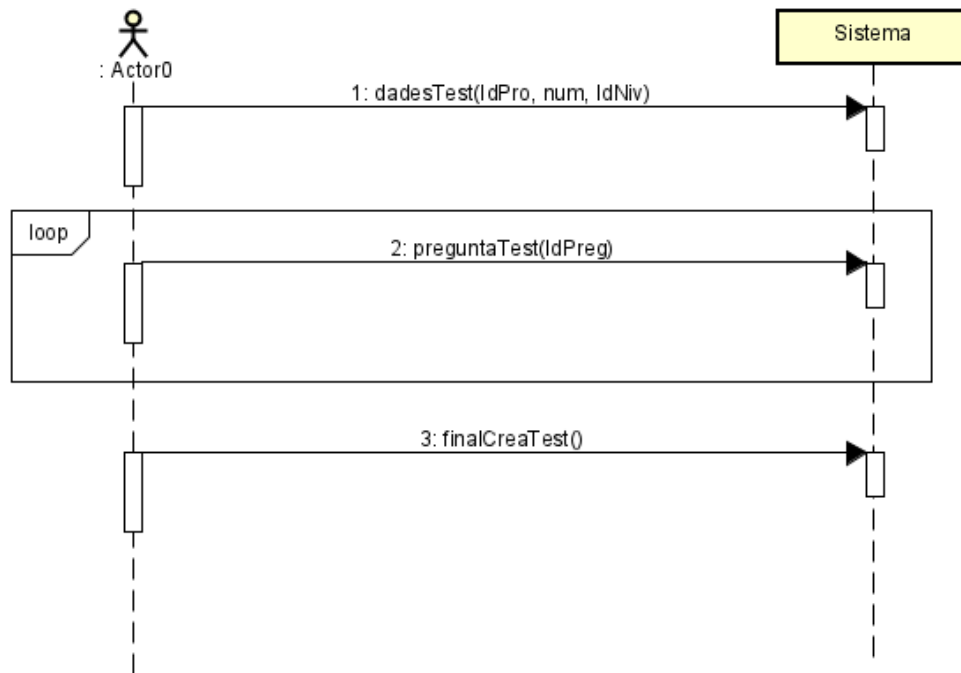 Sistema
: Actor0
1: dadesTest(IdPro, num, IdNiv)
loop
2: preguntaTest(IdPreg)
3: finalCreaTest()